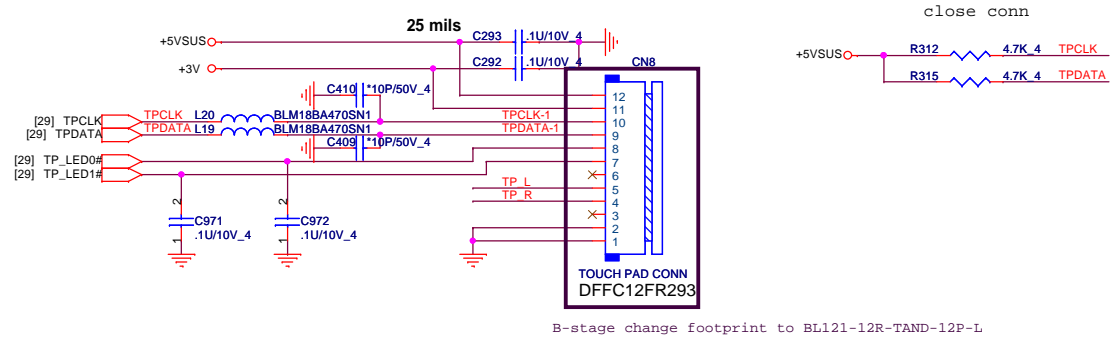 close conn
25 mils
+5VSUS C293 .1U/10V_4
+5VSUS R312 4.7K_4 TPCLK
+3V C292 .1U/10V_4 CN8
R315 4.7K_4 TPDATA
C410 *10P/50V_4
12
11
[29] TPCLK TPCLK L20 BLM18BA470SN1 TPCLK-1 10
[29] TPDATA TPDATA L19 BLM18BA470SN1 TPDATA-1 9
C409 *10P/50V_4
8
[29] TP_LED0# 7
[29] TP_LED1# 6
TP_L 5
TP_R 4
2 2 3
C971 C972 2
.1U/10V_4 .1U/10V_4
1 1 1
TOUCH PAD CONN
DFFC12FR293
B-stage change footprint to BL121-12R-TAND-12P-L